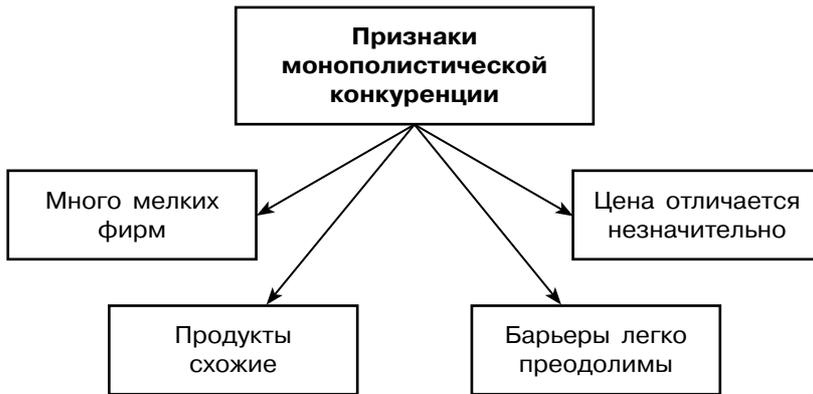 Признаки
монополистической
конкуренции
Много мелких
фирм
Цена отличается
незначительно
Продукты
схожие
Барьеры легко
преодолимы